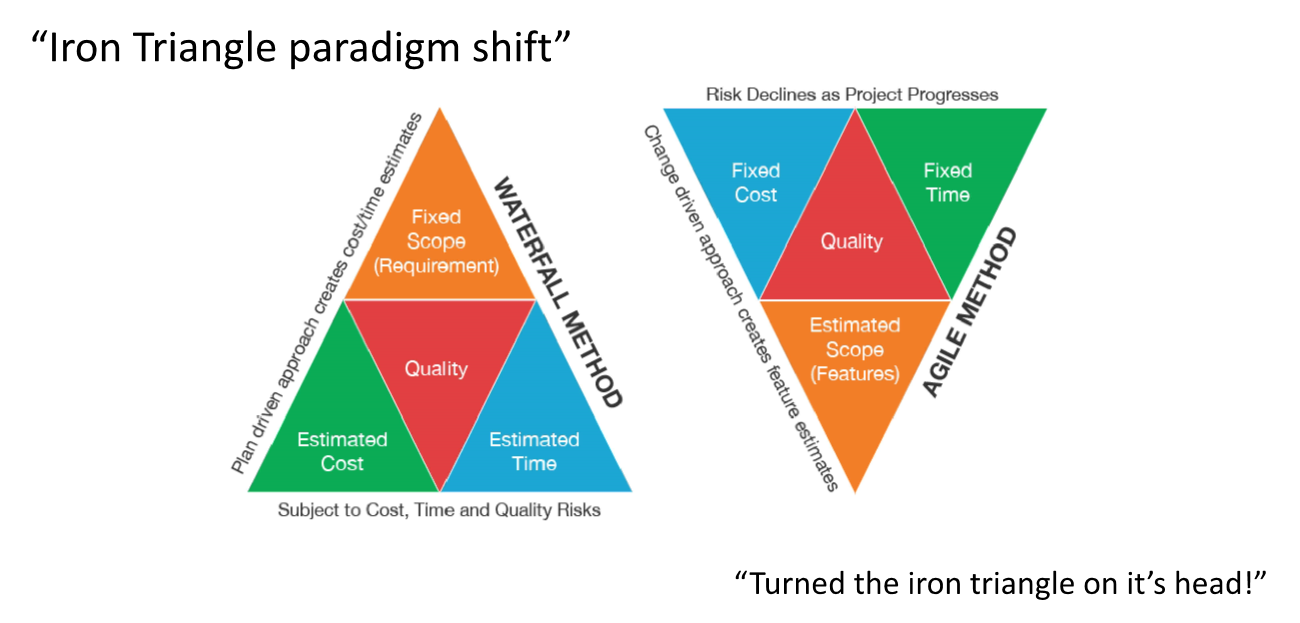 “Iron Triangle paradigm shift”
Plan driven approach creates cost/time estimates
Fixed
Scope
(Requirement)
WATERFALL METHOD
Quality
Estimated
Cost
Estimated
Time
Subject to Cost, Time and Quality Risks
Risk Declines as Project Progresses
Change driven approach creates feature estimates
Fixed
Cost
Fixed
Time
Quality
Estimated
Scope
(Features)
AGILE METHOD
“Turned the iron triangle on it’s head!”